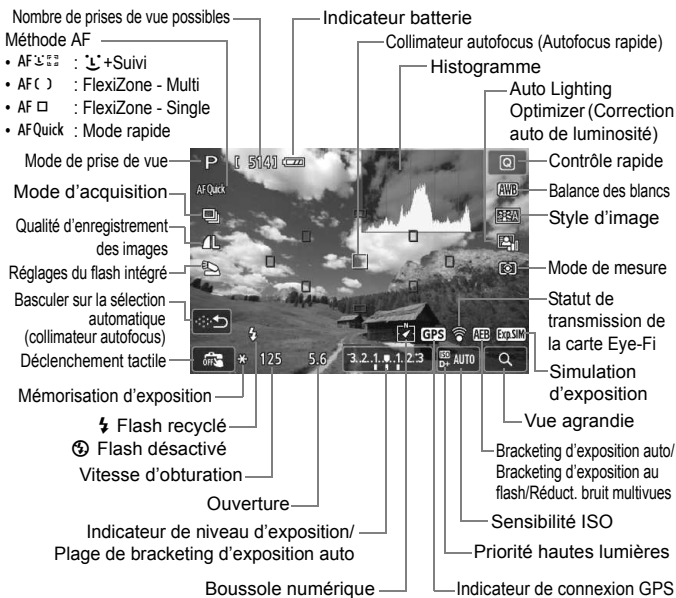 Nombre de prises de vue possibles
Indicateur batterie
Méthode AF
Collimateur autofocus (Autofocus rapide)
• AF : +Suivi
• AF ( ) : FlexiZone - Multi
• AF □ : FlexiZone - Single
• AFQuick : Mode rapide
Histogramme
Auto Lighting
Optimizer (Correction
auto de luminosité)
Mode de prise de vue
P [ 514]
Q
Contrôle rapide
Mode d'acquisition
AFQuick
AWB
Balance des blancs
Qualité d'enregistrement
des images
L
A
Style d'image
Réglages du flash intégré
Mode de mesure
Basculer sur la sélection
automatique
(collimateur autofocus)
N
GPS
AEB
Exp.SIM
Statut de
transmission de
la carte Eye-Fi
Déclenchement tactile
* 125 5.6 3..2..1..▼..1..2.:3 ISO D+ AUTO
Simulation
d'exposition
Mémorisation d'exposition
Vue agrandie
Flash recyclé
Flash désactivé
Bracketing d'exposition auto/
Bracketing d'exposition au
flash/Réduct. bruit multivues
Vitesse d'obturation
Ouverture
Sensibilité ISO
Indicateur de niveau d'exposition/
Plage de bracketing d'exposition auto
Priorité hautes lumières
Boussole numérique
Indicateur de connexion GPS